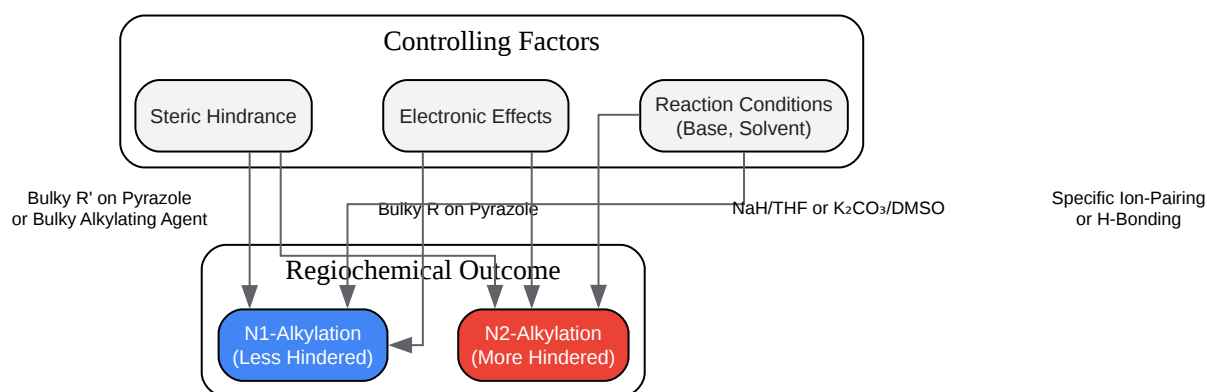 Controlling Factors
Steric Hindrance
Electronic Effects
Reaction Conditions
(Base, Solvent)
Bulky R' on Pyrazole
or Bulky Alkylating Agent
Bulky R on Pyrazole
NaH/THF or K₂CO₃/DMSO
Specific Ion-Pairing
or H-Bonding
Regiochemical Outcome
N1-Alkylation
(Less Hindered)
N2-Alkylation
(More Hindered)